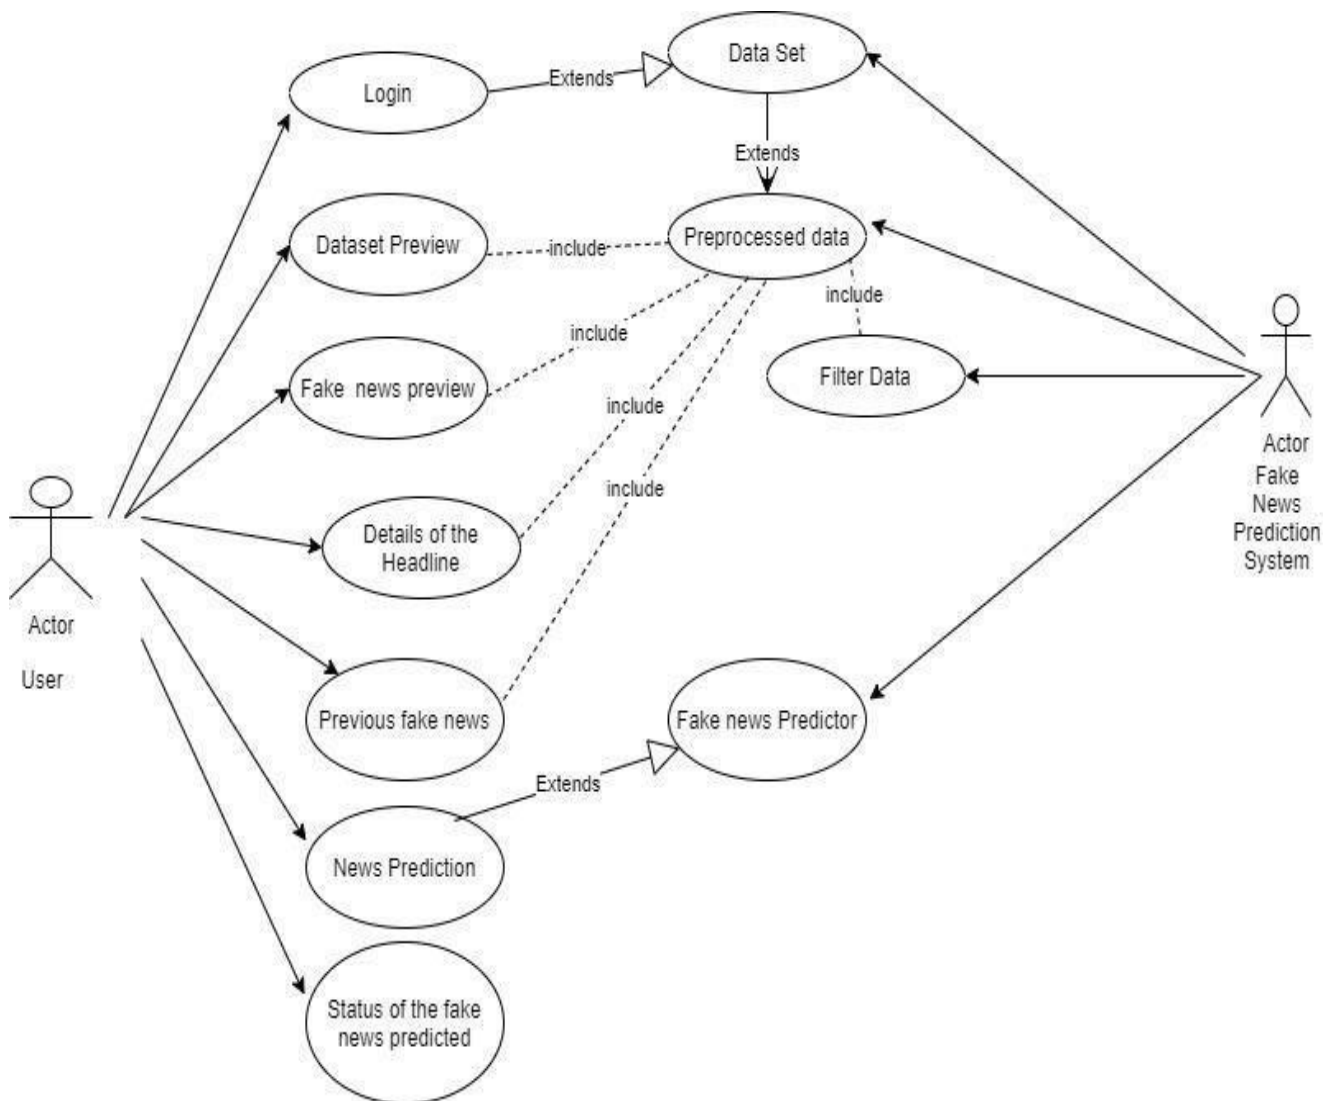 Data Set
Extends
Login
Extends
Dataset Preview
include
Preprocessed data
include
include
Fake news preview
Filter Data
include
Actor
Fake
News
Prediction
System
include
Details of the
Headline
Actor
User
Previous fake news
Fake news Predictor
Extends
News Prediction
Status of the fake
news predicted